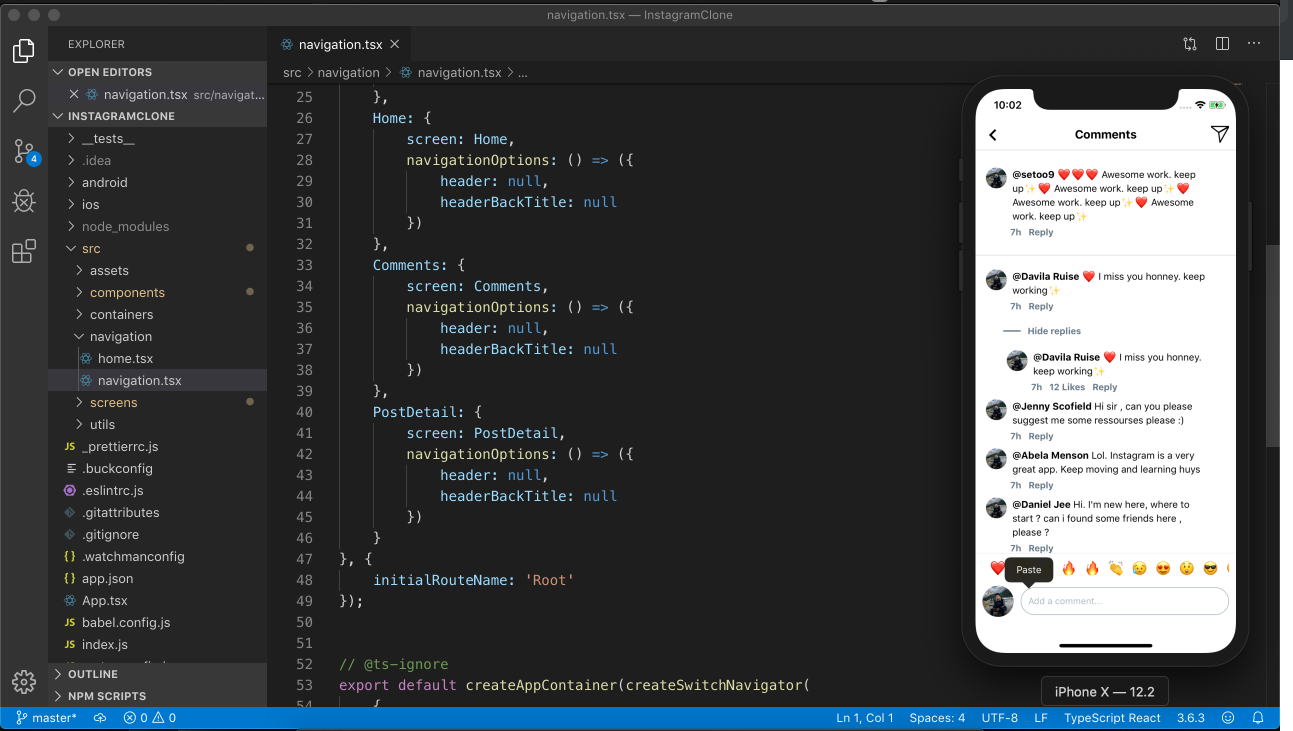 navigation.tsx — InstagramClone
EXPLORER
OPEN EDITORS
navigation.tsx src/navigat...
INSTAGRAMCLONE
__tests__
.idea
android
ios
node_modules
src
assets
components
containers
navigation
home.tsx
navigation.tsx
screens
utils
JS _prettierrc.js
.buckconfig
.eslintrc.js
.gitattributes
.gitignore
{} .watchmanconfig
{} app.json
App.tsx
JS babel.config.js
JS index.js
OUTLINE
NPM SCRIPTS
4
navigation.tsx
src > navigation > navigation.tsx > ...
25 },
26 Home: {
27 screen: Home,
28 navigationOptions: () => ({
29 header: null,
30 headerBackTitle: null
31 })
32 },
33 Comments: {
34 screen: Comments,
35 navigationOptions: () => ({
36 header: null,
37 headerBackTitle: null
38 })
39 },
40 PostDetail: {
41 screen: PostDetail,
42 navigationOptions: () => ({
43 header: null,
44 headerBackTitle: null
45 })
46 }
47 }, {
48 initialRouteName: 'Root'
49 });
50
51
52 // @ts-ignore
53 export default createAppContainer(createSwitchNavigator(
54 {
10:02
Comments
@setoo9 ❤️❤️❤️ Awesome work. keep
up✨❤️ Awesome work. keep up✨❤️
Awesome work. keep up✨❤️ Awesome
work. keep up✨
7h Reply
@Davila Ruise ❤️ I miss you honney. keep
working✨
7h Reply
Hide replies
@Davila Ruise ❤️ I miss you honney.
keep working✨
7h 12 Likes Reply
@Jenny Scofield Hi sir , can you please
suggest me some ressourses please :)
7h Reply
@Abela Menson Lol. Instagram is a very
great app. Keep moving and learning huys
7h Reply
@Daniel Jee Hi. I'm new here, where to
start ? can i found some friends here ,
please ?
7h Reply
Paste
Add a comment...
iPhone X — 12.2
master* 0 0
Ln 1, Col 1 Spaces: 4 UTF-8 LF TypeScript React 3.6.3